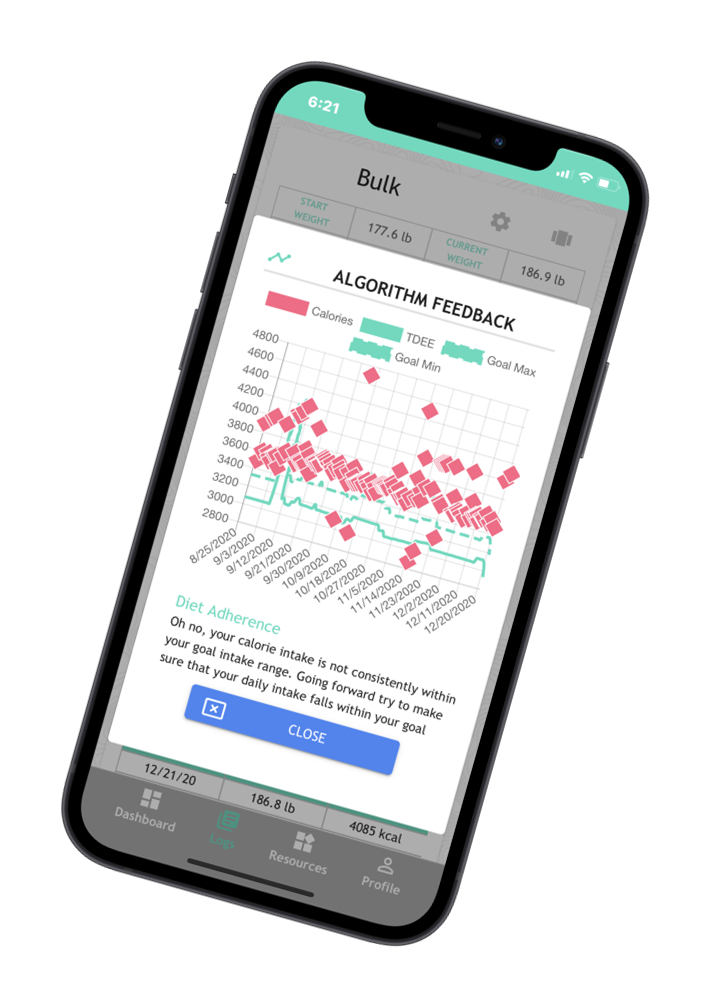 6:21
Bulk
START WEIGHT
177.6 lb
CURRENT WEIGHT
186.9 lb
ALGORITHM FEEDBACK
Calories
TDEE
Goal Max
Goal Min
4800
4600
4400
4200
4000
3800
3600
3400
3200
3000
2800
8/25/2020
9/3/2020
9/12/2020
9/21/2020
9/30/2020
10/9/2020
10/18/2020
10/27/2020
11/5/2020
11/14/2020
11/23/2020
12/2/2020
12/11/2020
12/20/2020
Diet Adherence
Oh no, your calorie intake is not consistently within
your goal intake range. Going forward try to make
sure that your daily intake falls within your goal
CLOSE
12/21/20
186.8 lb
4085 kcal
Dashboard
Logs
Resources
Profile